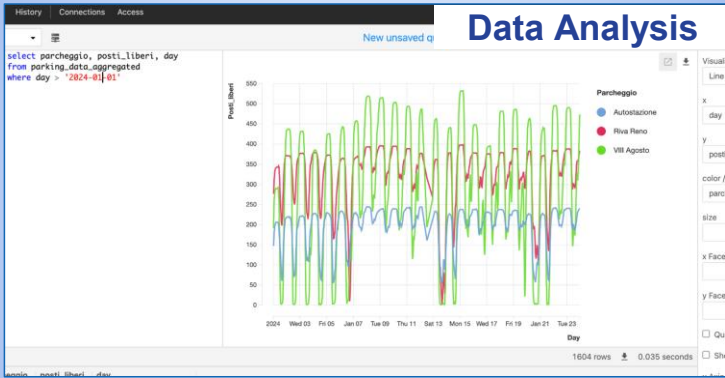 History Connections Access
Data Analysis
New unsaved
select parcheggio, posti_liberi, day
from parking_data_aggregated
where day > '2024-01-01'
Visual
Line
x
day
y
posti
color /
parc
size
x Face
y Face
Qu
Sho
Posti_liberi
550
500
450
400
350
300
250
200
150
100
50
0
2024 Wed 03 Fri 05 Jan 07 Tue 09 Thu 11 Sat 13 Mon 15 Wed 17 Fri 19 Jan 21 Tue 23
Day
Parcheggio
Autostazione
Riva Reno
VIII Agosto
1604 rows 0.035 seconds
posti_liberi day